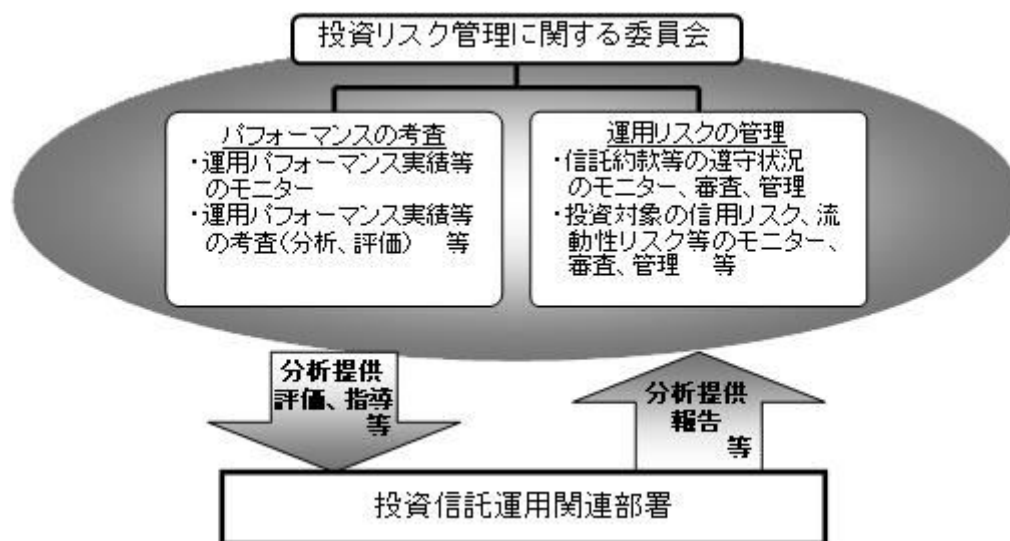 投資リスク管理に関する委員会
パフォーマンスの考査
・運用パフォーマンス実績等
のモニター
・運用パフォーマンス実績等
の考査(分析、評価) 等
運用リスクの管理
・信託約款等の遵守状況
のモニター、審査、管理
・投資対象の信用リスク、流
動性リスク等のモニター、
審査、管理 等
分析提供
評価、指導
等
分析提供
報告
等
投資信託運用関連部署